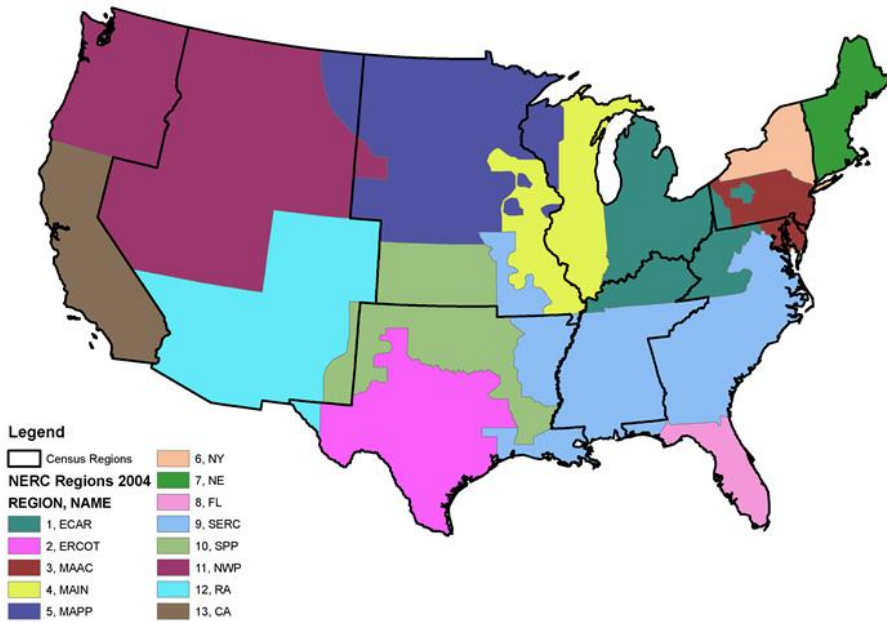 Legend
Census Regions
NERC Regions 2004
REGION, NAME
1, ECAR
2, ERCOT
3, MAAC
4, MAIN
5, MAPP
6, NY
7, NE
8, FL
9, SERC
10, SPP
11, NWP
12, RA
13, CA